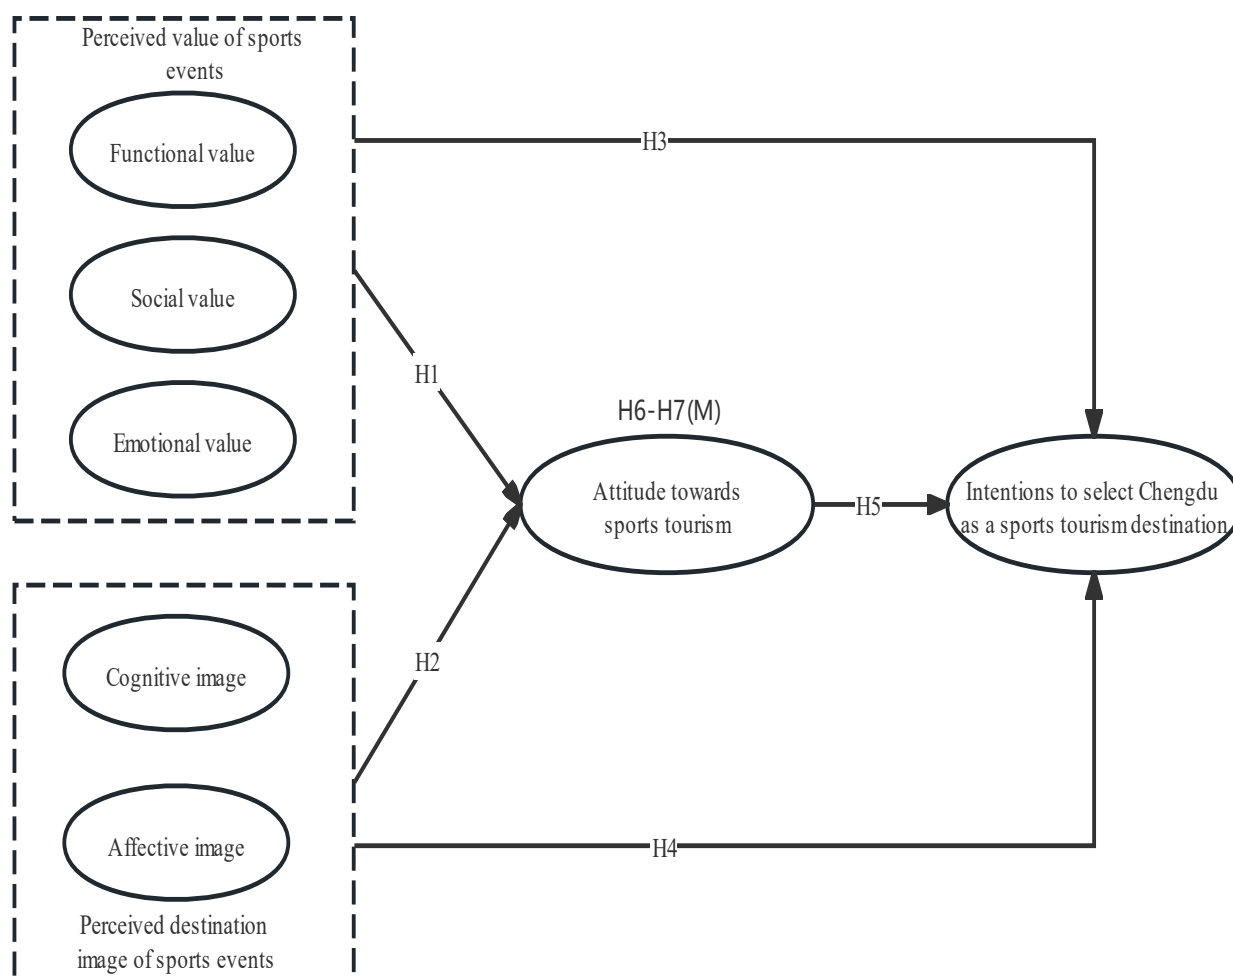 Perceived value of sports
events
Functional value
H3
Social value
H1
Emotional value
H6-H7(M)
Attitude towards
sports tourism
H5
Intentions to select Chengdu
as a sports tourism destination
Cognitive image
H2
Affective image
H4
Perceived destination
image of sports events